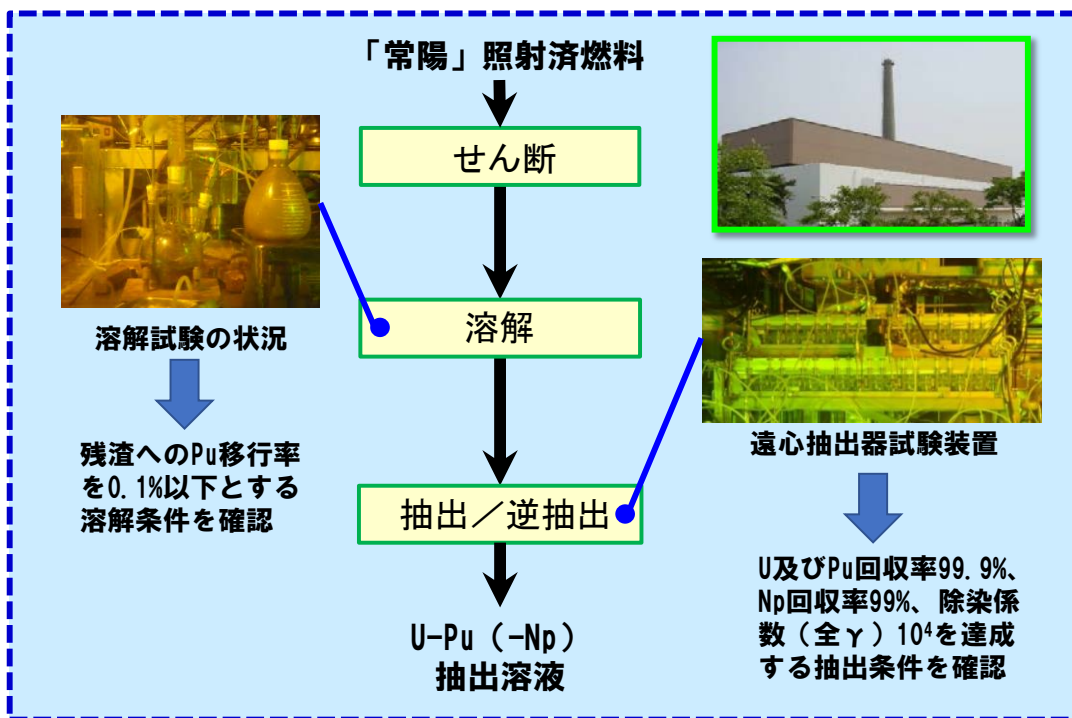 「常陽」照射済燃料
せん断
溶解試験の状況
溶解
残渣へのPu移行率
を0.1%以下とする
溶解条件を確認
遠心抽出器試験装置
抽出／逆抽出
U及びPu回収率99.9%、
Np回収率99%、除染係
数（全γ）10⁴を達成
する抽出条件を確認
U-Pu（-Np）
抽出溶液